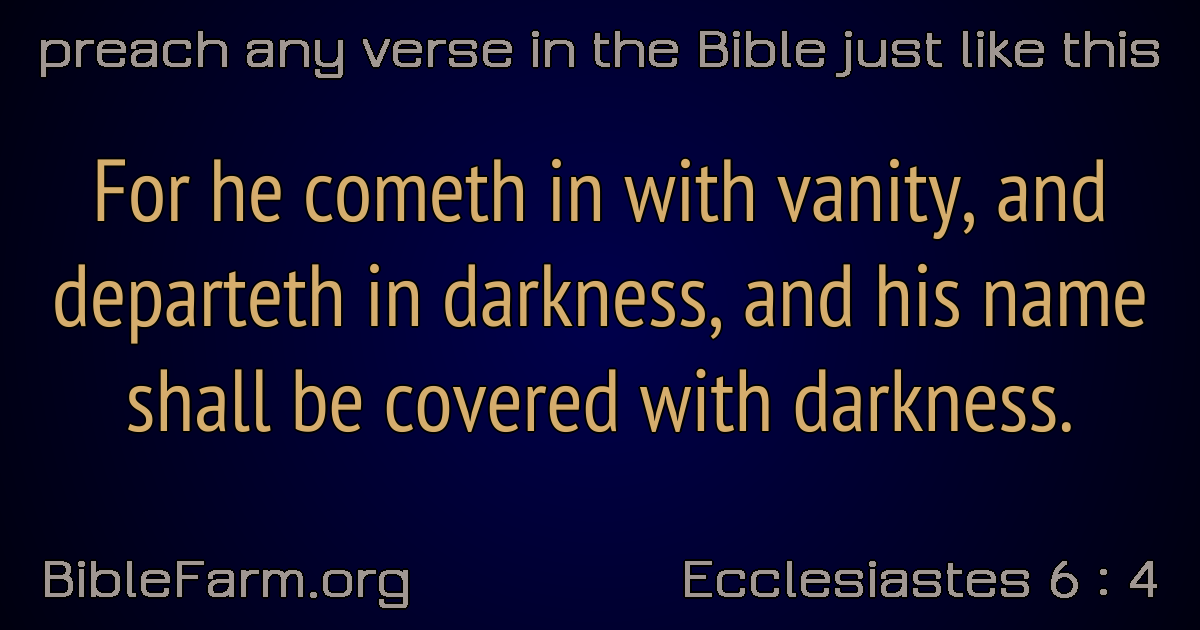 preach any verse in the Bible just like this
For he cometh in with vanity, and
departeth in darkness, and his name
shall be covered with darkness.
BibleFarm.org
Ecclesiastes 6 : 4